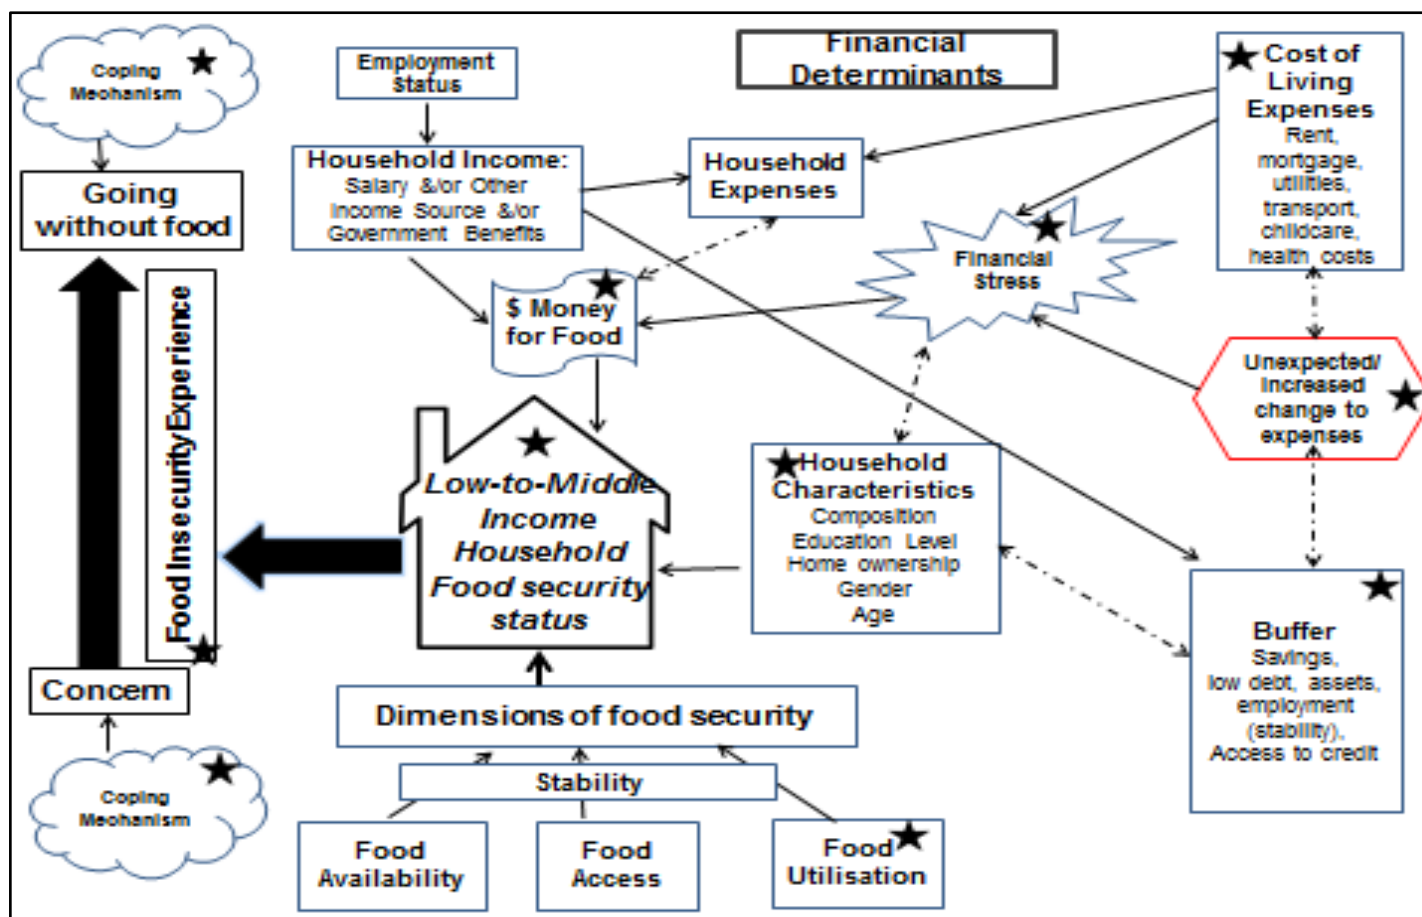 Coping
Mechanism
Going
without food
Food Insecurity Experience
Concern
Coping
Mechanism
Employment
Status
Household Income:
Salary &/or Other
Income Source &/or
Government Benefits
$ Money
for Food
Low-to-Middle
Income
Household
Food security
status
Dimensions of food security
Stability
Food
Availability
Food
Access
Food
Utilisation
Financial
Determinants
Household
Expenses
Financial
Stress
Household
Characteristics
Composition
Education Level
Home ownership
Gender
Age
Cost of
Living
Expenses
Rent,
mortgage,
utilities,
transport,
childcare,
health costs
Unexpected/
Increased
change to
expenses
Buffer
Savings,
low debt, assets,
employment
(stability),
Access to credit